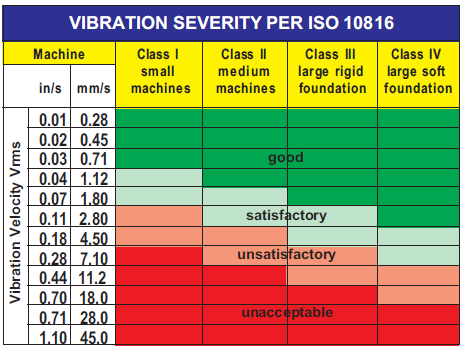 VIBRATION SEVERITY PER ISO 10816
Machine Class I Class II Class III Class IV
small medium large rigid large soft
in/s mm/s machines machines foundation foundation
Vibration Velocity Vrms
0.01 0.28
0.02 0.45
0.03 0.71 good
0.04 1.12
0.07 1.80
0.11 2.80 satisfactory
0.18 4.50
0.28 7.10 unsatisfactory
0.44 11.2
0.70 18.0
0.71 28.0 unacceptable
1.10 45.0